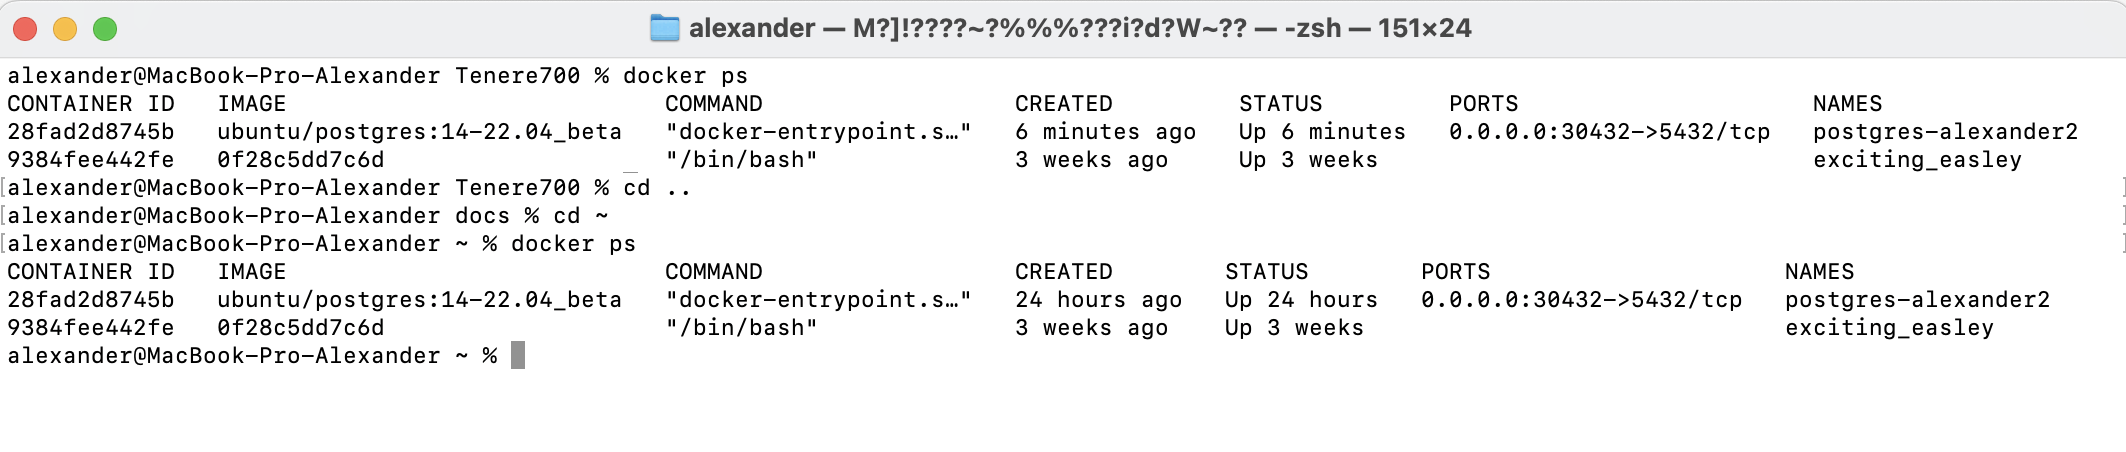 alexander — M?]!????~?%%%???i?d?W~?? — -zsh — 151×24
alexander@MacBook-Pro-Alexander Tenere700 % docker ps
CONTAINER ID   IMAGE                           COMMAND                  CREATED         STATUS         PORTS                     NAMES
28fad2d8745b   ubuntu/postgres:14-22.04_beta   "docker-entrypoint.s…"   6 minutes ago   Up 6 minutes   0.0.0.0:30432->5432/tcp   postgres-alexander2
9384fee442fe   0f28c5dd7c6d                    "/bin/bash"              3 weeks ago     Up 3 weeks                               exciting_easley
[alexander@MacBook-Pro-Alexander Tenere700 % cd ..]
[alexander@MacBook-Pro-Alexander docs % cd ~]
[alexander@MacBook-Pro-Alexander ~ % docker ps]
CONTAINER ID   IMAGE                           COMMAND                  CREATED        STATUS        PORTS                     NAMES
28fad2d8745b   ubuntu/postgres:14-22.04_beta   "docker-entrypoint.s…"   24 hours ago   Up 24 hours   0.0.0.0:30432->5432/tcp   postgres-alexander2
9384fee442fe   0f28c5dd7c6d                    "/bin/bash"              3 weeks ago    Up 3 weeks                              exciting_easley
alexander@MacBook-Pro-Alexander ~ %